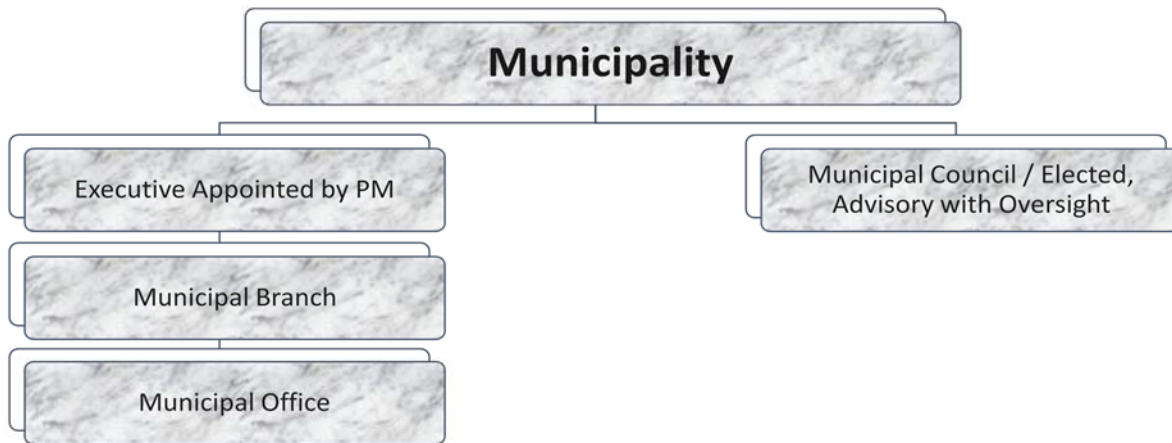 Municipality
Executive Appointed by PM
Municipal Council / Elected,
Advisory with Oversight
Municipal Branch
Municipal Office